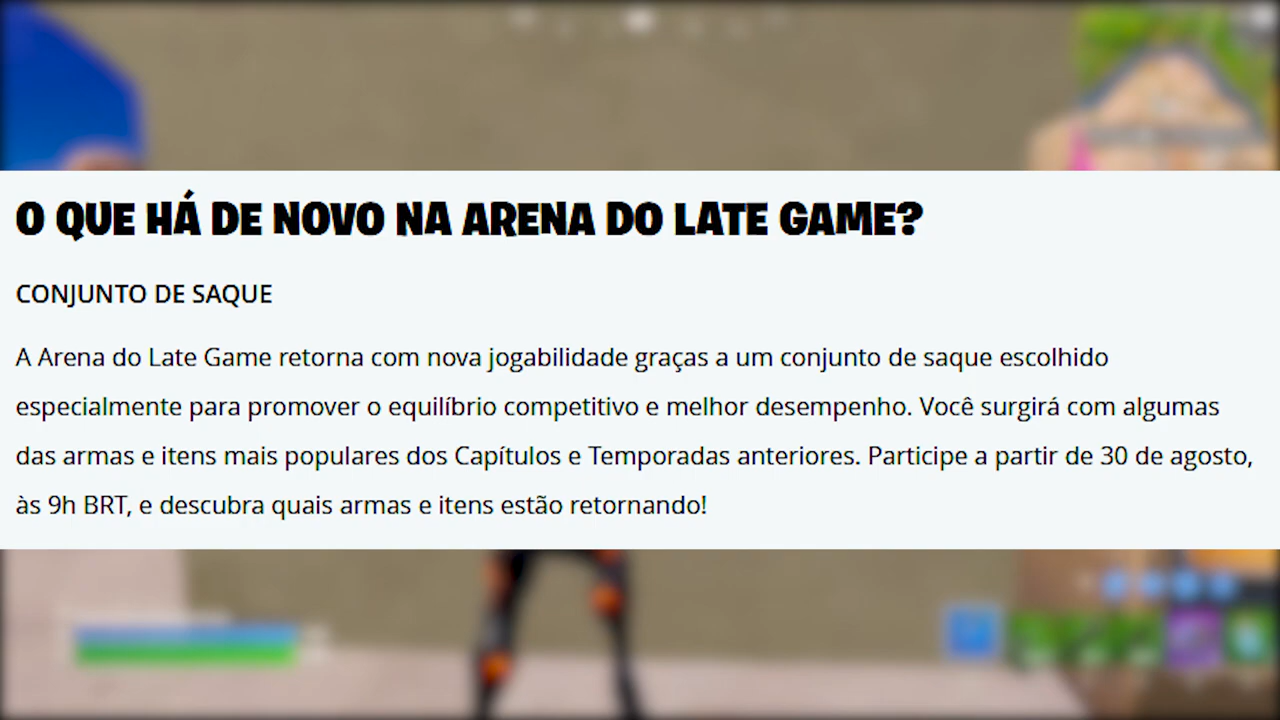 O QUE HÁ DE NOVO NA ARENA DO LATE GAME?
CONJUNTO DE SAQUE
A Arena do Late Game retorna com nova jogabilidade graças a um conjunto de saque escolhido
especialmente para promover o equilíbrio competitivo e melhor desempenho. Você surgirá com algumas
das armas e itens mais populares dos Capítulos e Temporadas anteriores. Participe a partir de 30 de agosto,
às 9h BRT, e descubra quais armas e itens estão retornando!